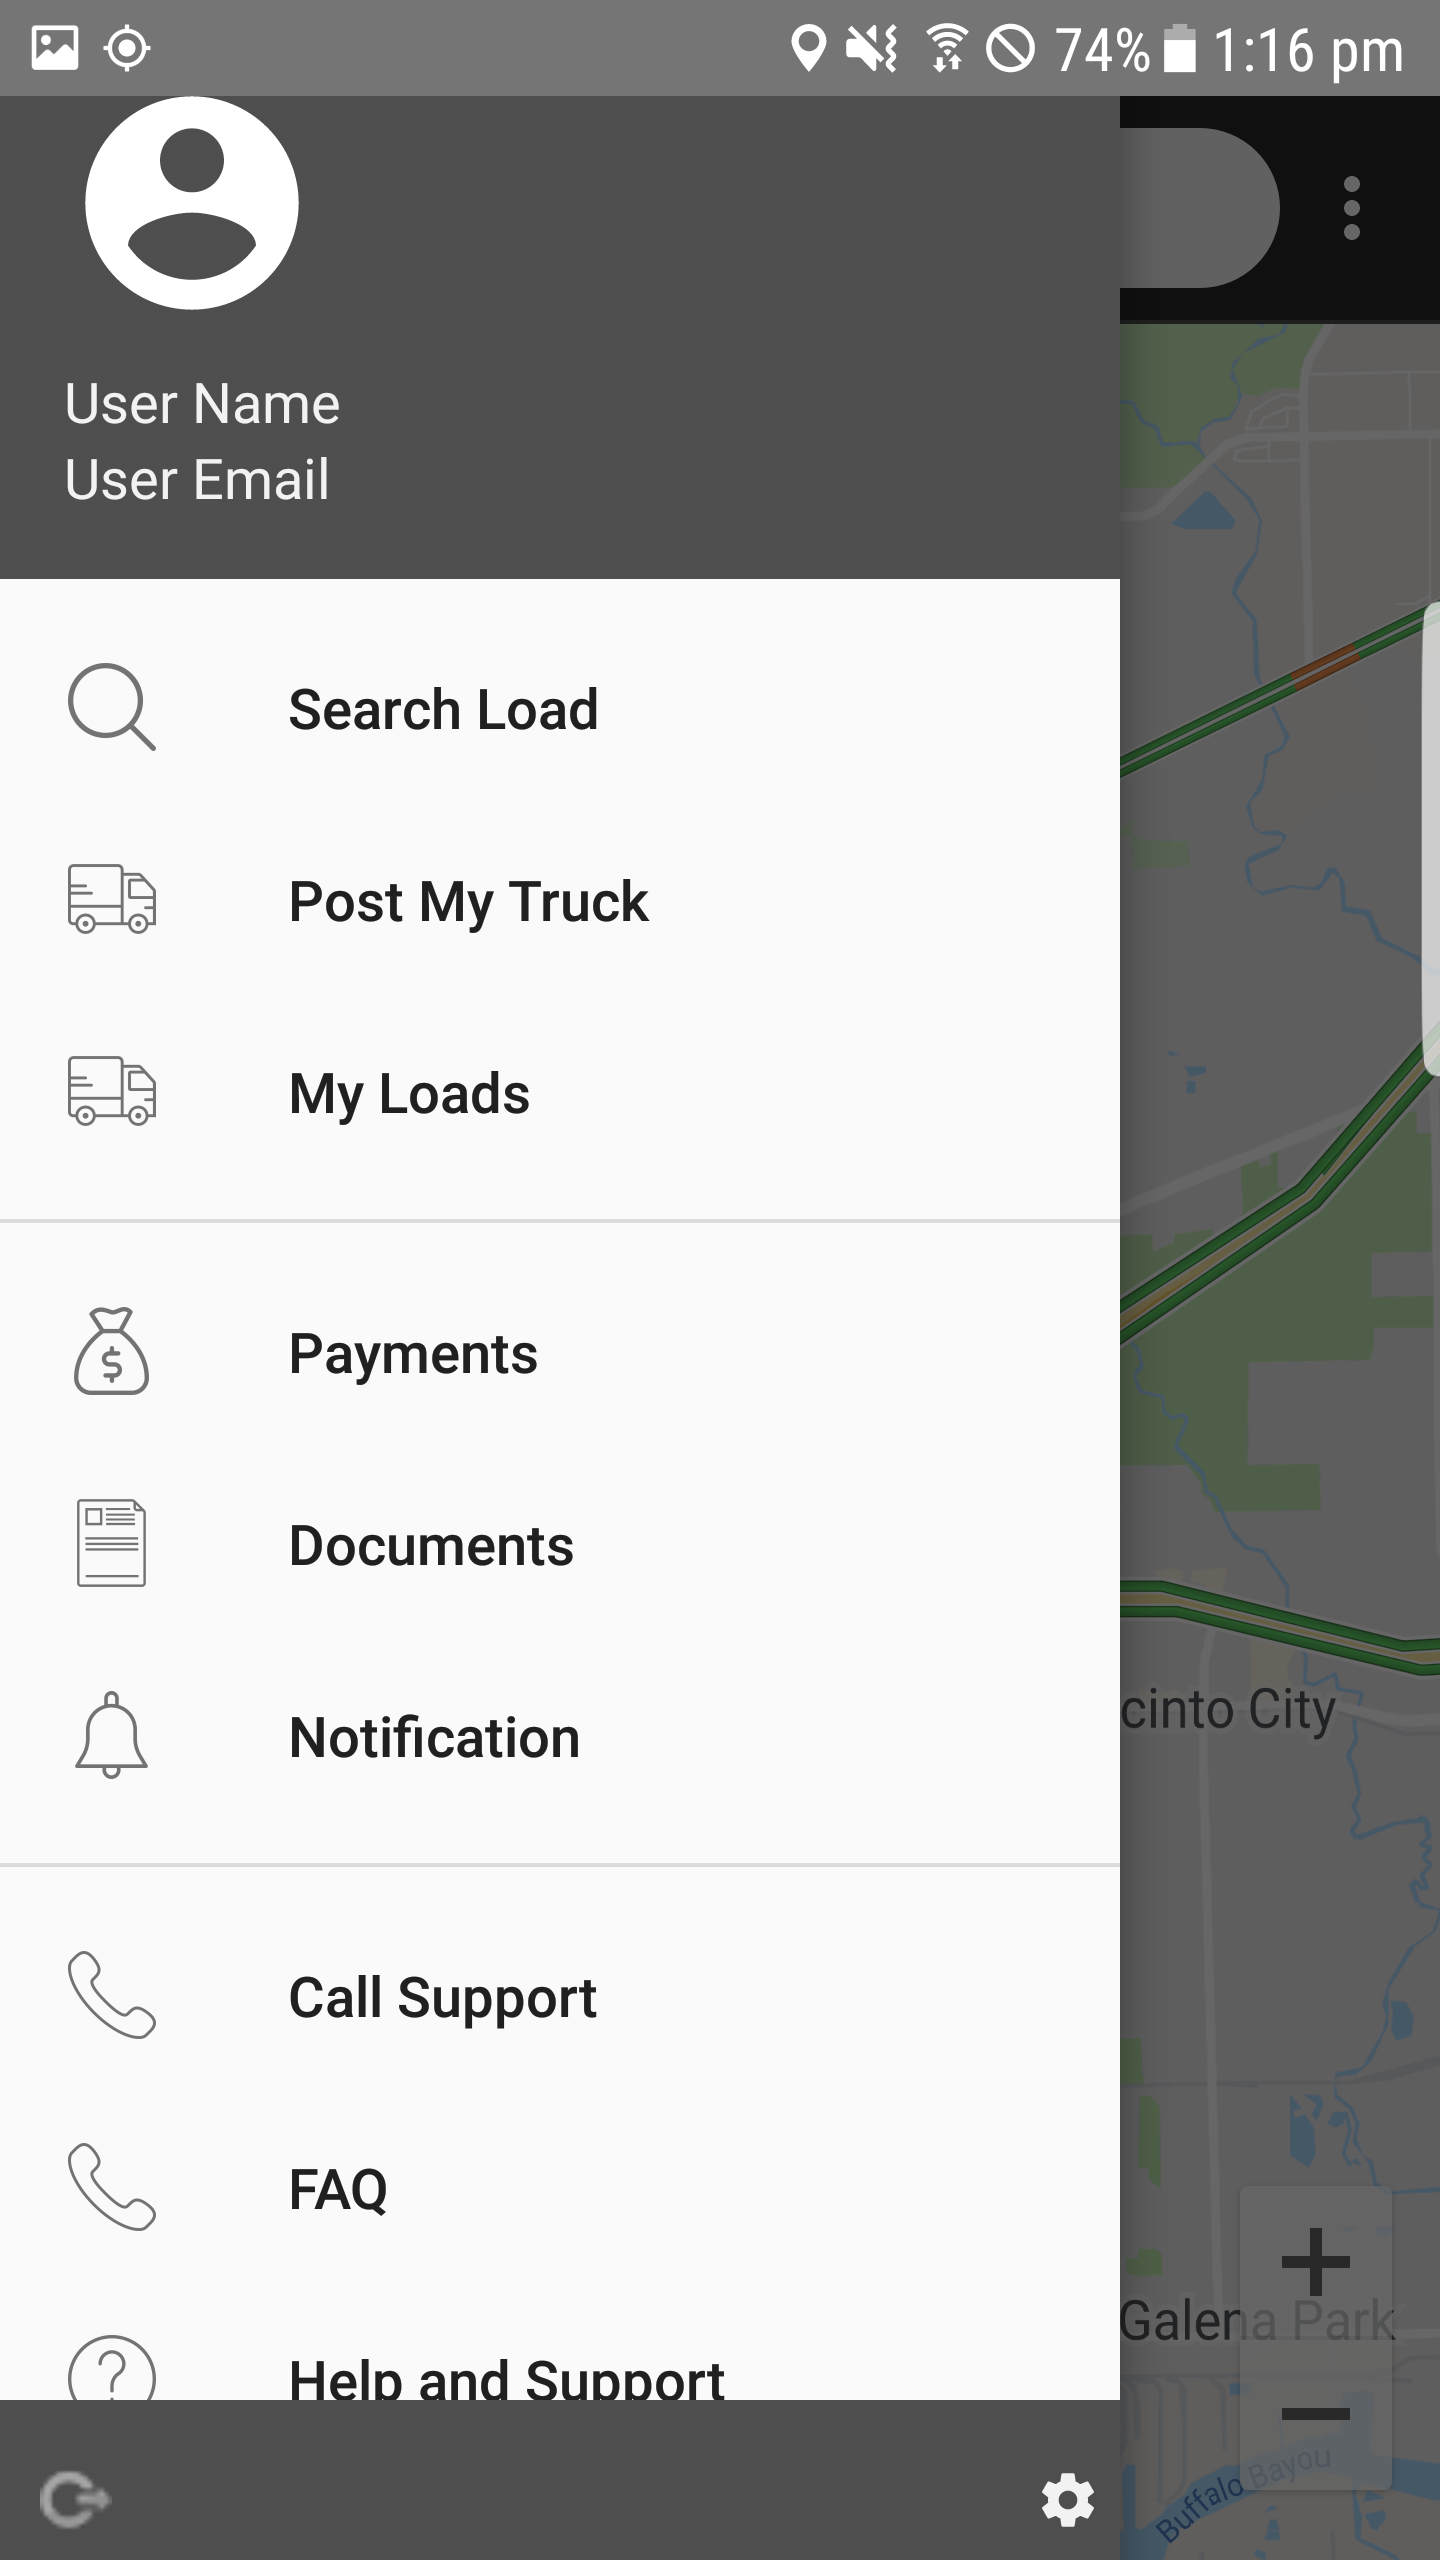 74% 1:16 pm
User Name
User Email
Search Load
Post My Truck
My Loads
Payments
Documents
Notification
cinto City
Call Support
FAQ
Galena Park
Help and Support
Buffalo Bayou